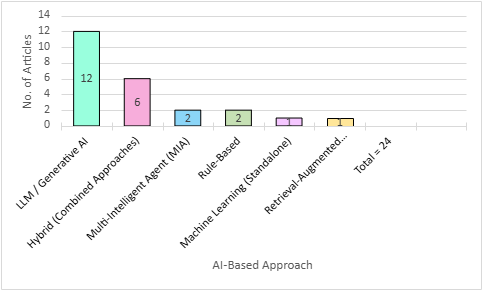 No. of Articles
14
12
10
8
6
4
2
0
12
6
2
2
1
1
LLM / Generative AI
Hybrid (Combined Approaches)
Multi-Intelligent Agent (MIA)
Rule-Based
Machine Learning (Standalone)
Retrieval-Augmented...
Total = 24
AI-Based Approach